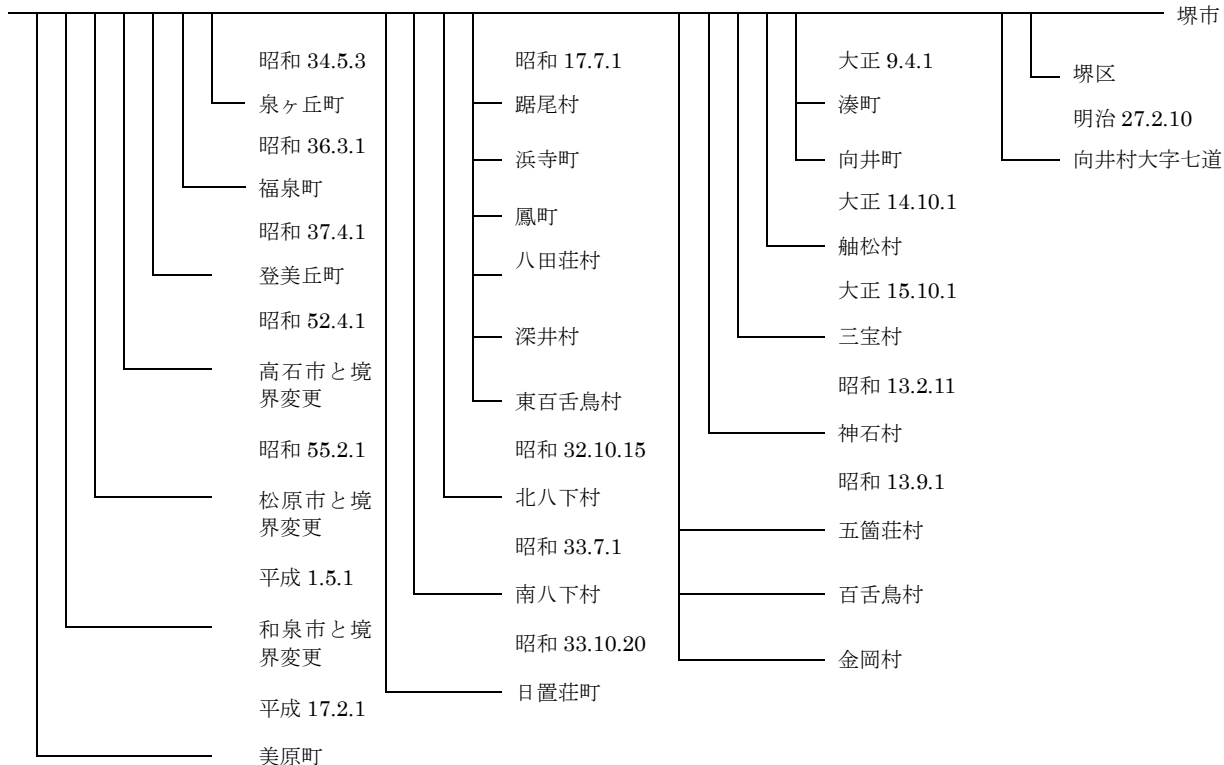 堺市
堺区
明治 27.2.10
向井村大字七道
大正 9.4.1
湊町
向井町
大正 14.10.1
舳松村
大正 15.10.1
三宝村
昭和 13.2.11
神石村
昭和 13.9.1
五箇荘村
百舌鳥村
金岡村
昭和 17.7.1
踞尾村
浜寺町
鳳町
八田荘村
深井村
東百舌鳥村
昭和 32.10.15
北八下村
昭和 33.7.1
南八下村
昭和 33.10.20
日置荘町
昭和 34.5.3
泉ヶ丘町
昭和 36.3.1
福泉町
昭和 37.4.1
登美丘町
昭和 52.4.1
高石市と境
界変更
昭和 55.2.1
松原市と境
界変更
平成 1.5.1
和泉市と境
界変更
平成 17.2.1
美原町